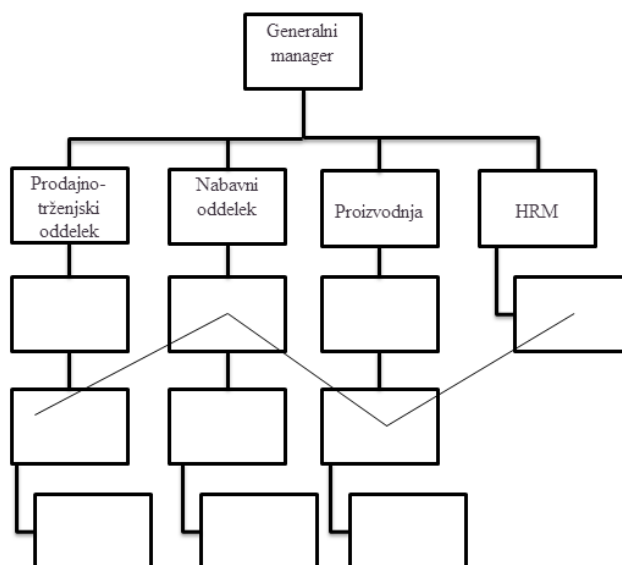 Generalni
manager
Prodajno-
trženjski
oddelek
Nabavni
oddelek
Proizvodnja
HRM